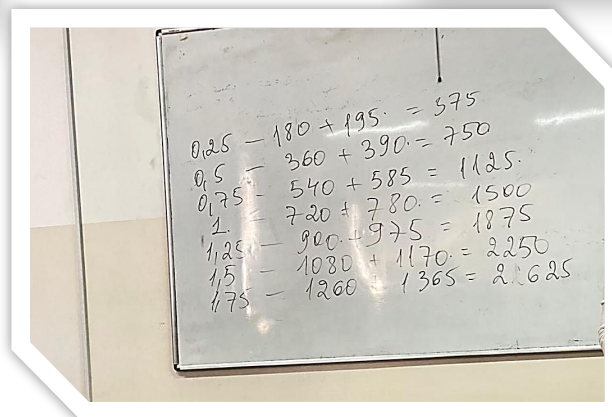 0,25 — 180 + 195. = 375
0,5 — 360 + 390. = 750
0,75 - 540 + 585 = 1125.
1. — 720 + 780. = 1500
1,25 — 900. + 975 = 1875
1,5 — 1080 + 1170. = 2250
1,75 — 1260 + 1365 = 2625